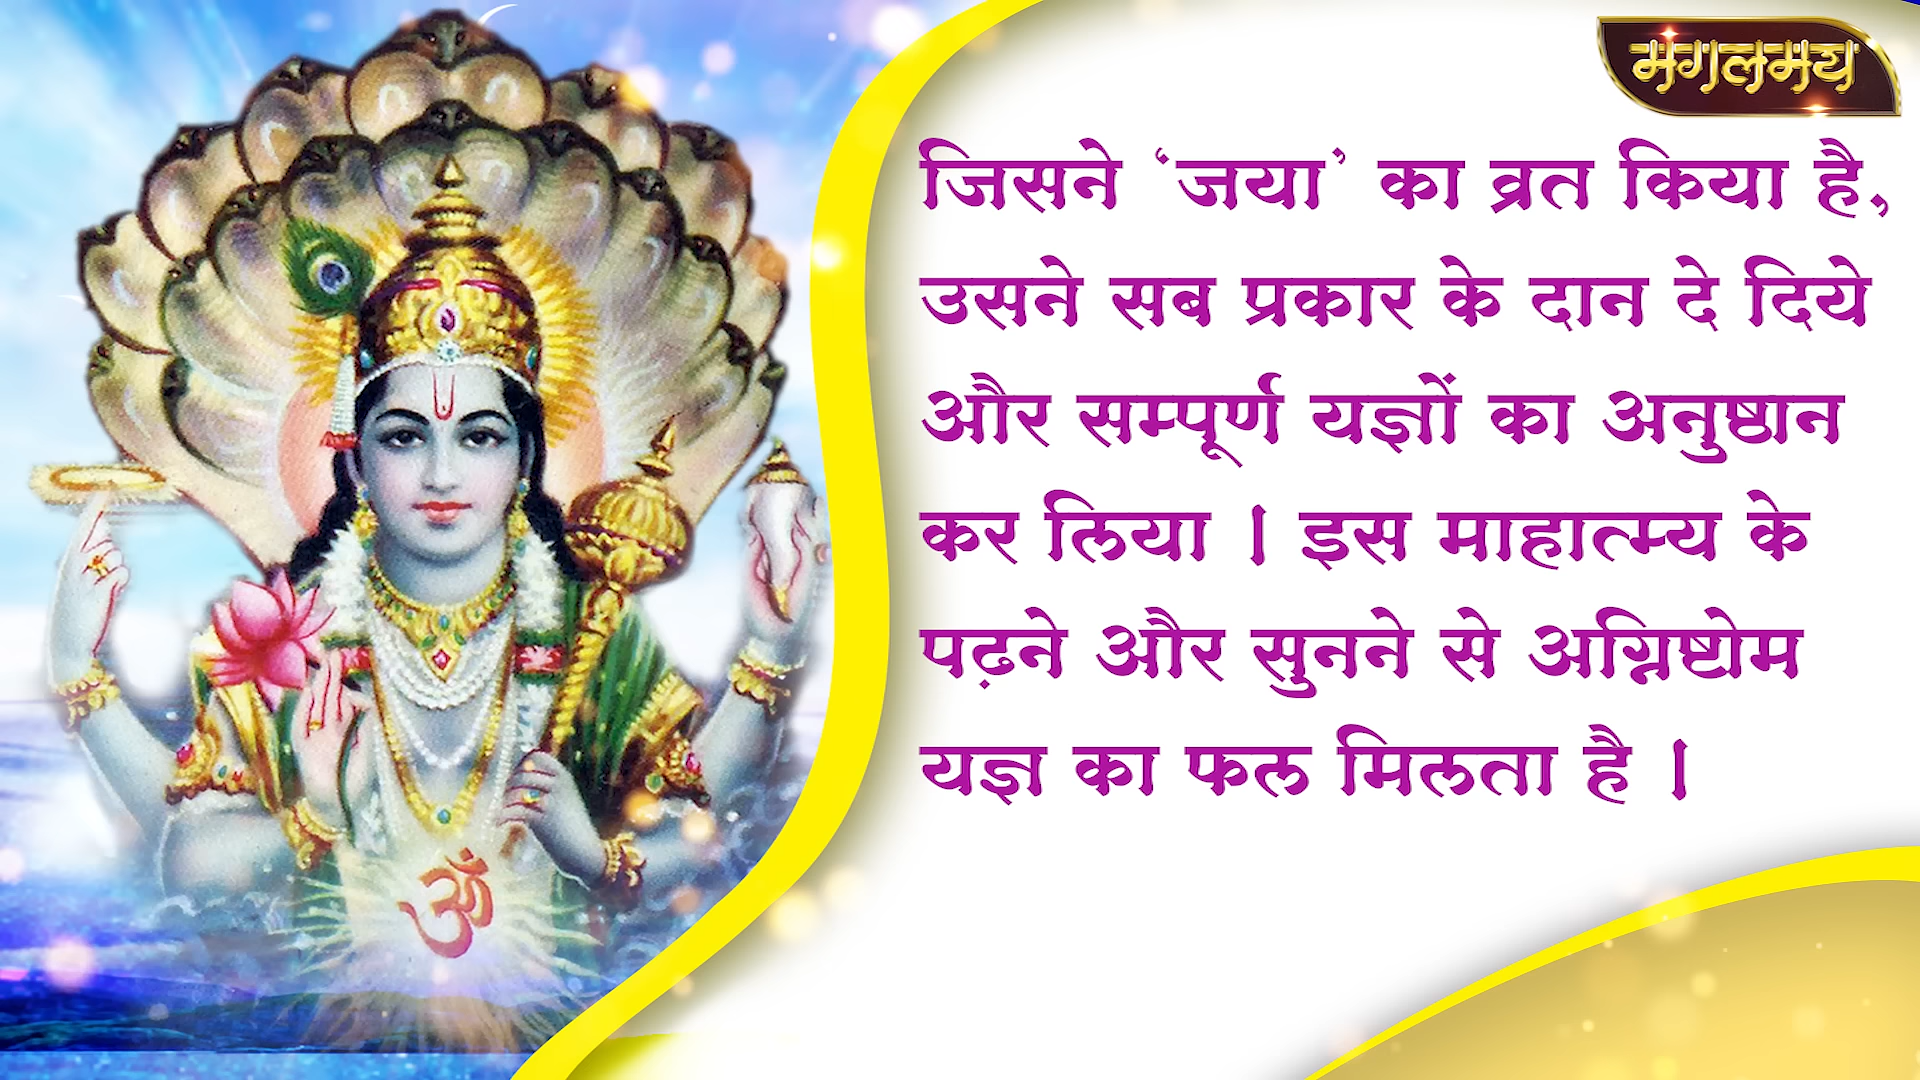 मंगलमय
जिसने ‘जया’ का व्रत किया है,
उसने सब प्रकार के दान दे दिये
और सम्पूर्ण यज्ञों का अनुष्ठान
कर लिया । इस माहात्म्य के
पढ़ने और सुनने से अग्निष्टोम
यज्ञ का फल मिलता है ।
ॐ